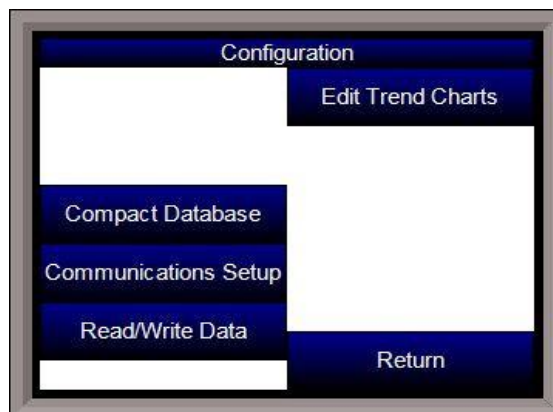 Configuration
Edit Trend Charts
Compact Database
Communications Setup
Read/Write Data
Return